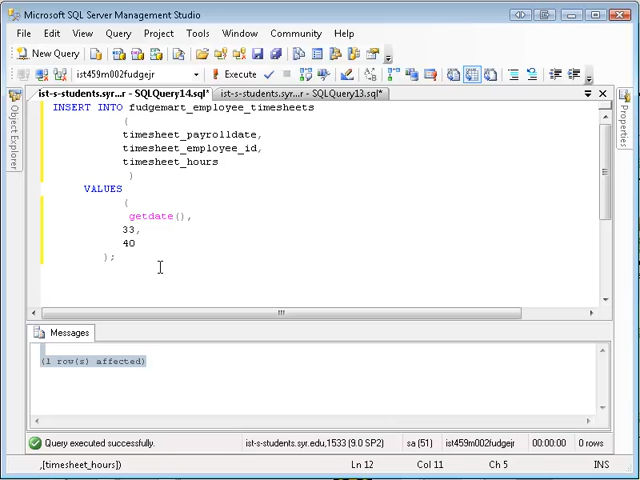 Microsoft SQL Server Management Studio
File Edit View Query Project Tools Window Community Help
New Query
ist459m002fudgejr Execute
ist-s-students.syr...r - SQLQuery14.sql* ist-s-students.syr...r - SQLQuery13.sql*
Object Explorer
Properties
INSERT INTO fudgemart_employee_timesheets
(
timesheet_payrolldate,
timesheet_employee_id,
timesheet_hours
)
VALUES
(
getdate(),
33,
40
);
Messages
(1 row(s) affected)
Query executed successfully. ist-s-students.syr.edu,1533 (9.0 SP2) sa (51) ist459m002fudgejr 00:00:00 0 rows
,[timesheet_hours]) Ln 12 Col 11 Ch 5 INS